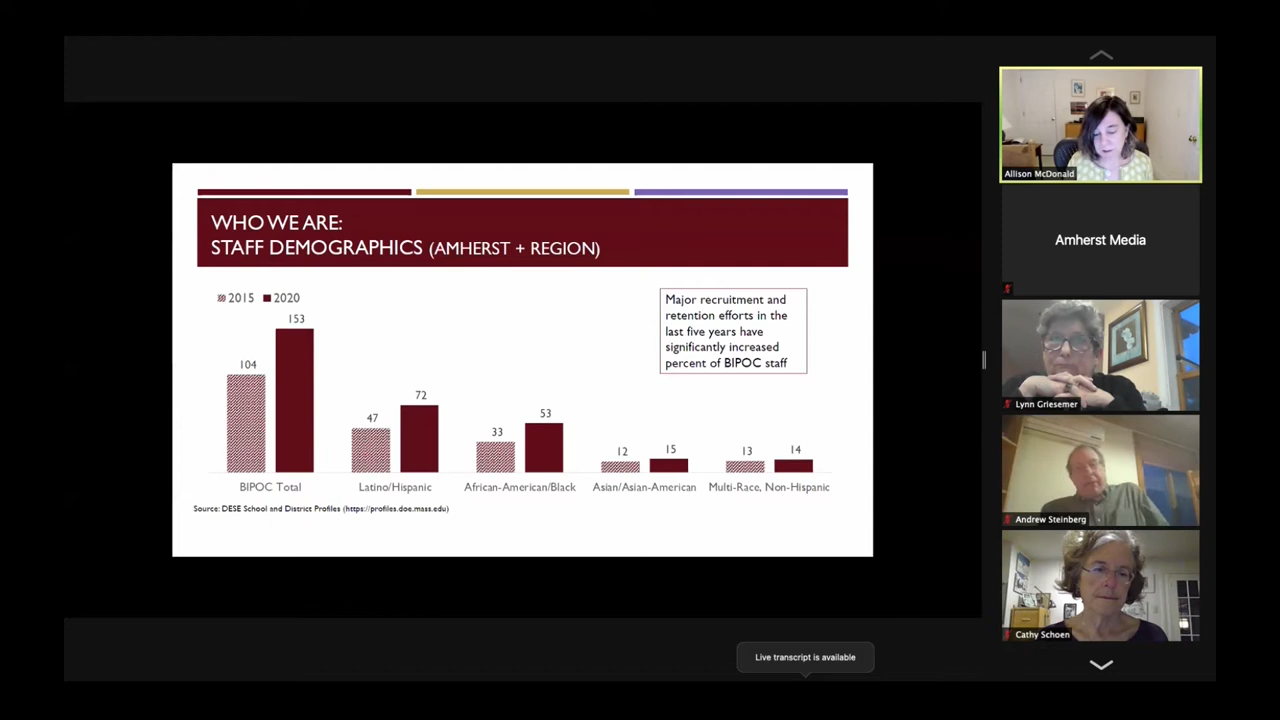 WHO WE ARE:
STAFF DEMOGRAPHICS (AMHERST + REGION)
2015 2020
Major recruitment and
retention efforts in the
last five years have
significantly increased
percent of BIPOC staff
104 153
47 72
33 53
12 15
13 14
BIPOC Total Latino/Hispanic African-American/Black Asian/Asian-American Multi-Race, Non-Hispanic
Source: DESE School and District Profiles (https://profiles.doe.mass.edu)
Allison McDonald
Amherst Media
Lynn Griesemer
Andrew Steinberg
Cathy Schoen
Live transcript is available